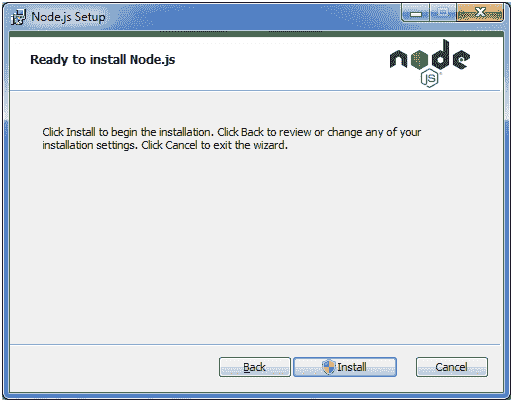 Node.js Setup
Ready to install Node.js
node
JS
Click Install to begin the installation. Click Back to review or change any of your
installation settings. Click Cancel to exit the wizard.
Back
Install
Cancel